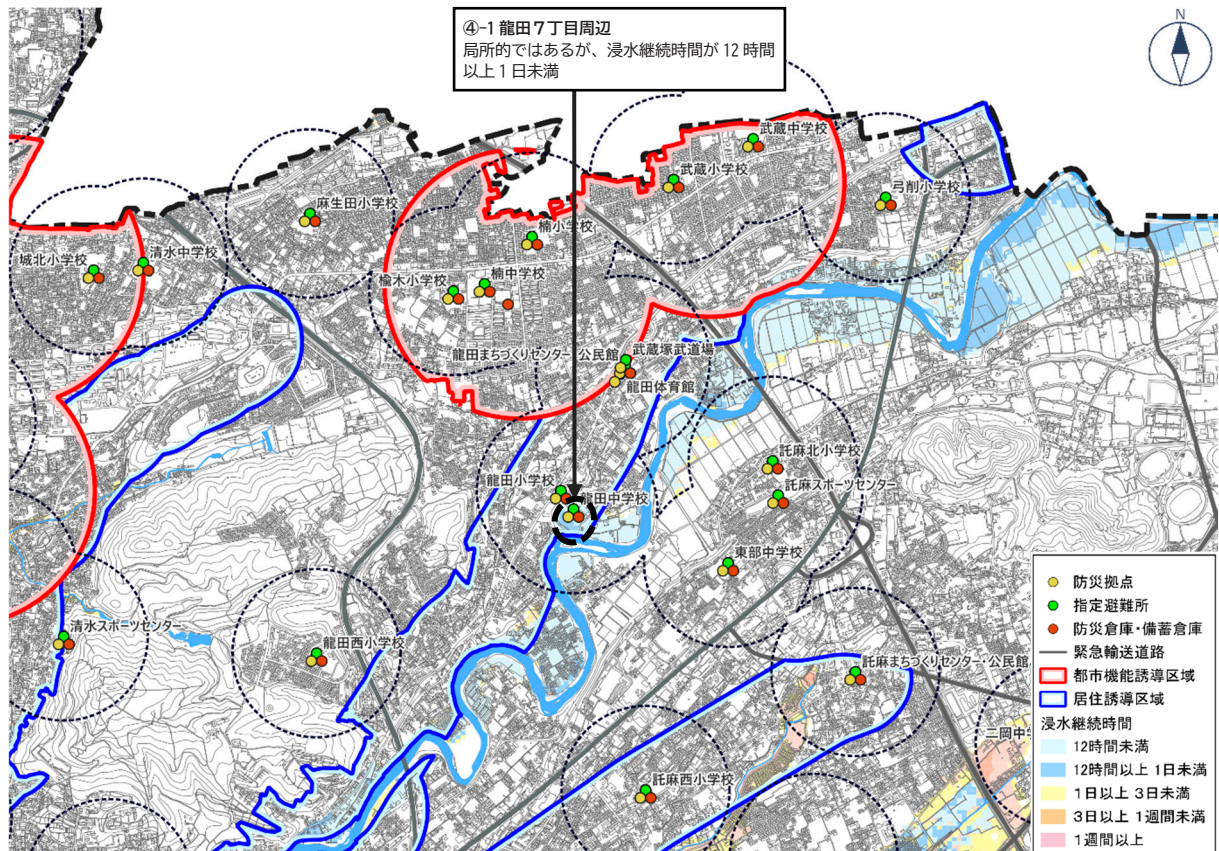 ④-1 龍田７丁目周辺
局所的ではあるが、浸水継続時間が 12 時間
以上１日未満
N
武蔵中学校
武蔵小学校
弓削小学校
麻生田小学校
楠小学校
城北小学校
清水中学校
楡木小学校
楠中学校
龍田まちづくりセンター・公民館
武蔵塚武道場
龍田体育館
託麻北小学校
龍田小学校
託麻スポーツセンター
龍田中学校
東部中学校
清水スポーツセンター
龍田西小学校
託麻まちづくりセンター・公民館
託麻西小学校
二岡中学
防災拠点
指定避難所
防災倉庫・備蓄倉庫
緊急輸送道路
都市機能誘導区域
居住誘導区域
浸水継続時間
12時間未満
12時間以上 1日未満
1日以上 3日未満
3日以上 1週間未満
1週間以上